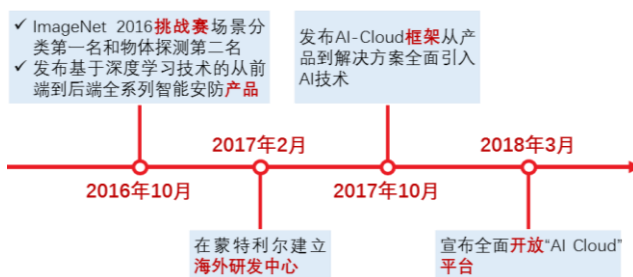 ✓ ImageNet 2016挑战赛场景分
类第一名和物体探测第二名
✓ 发布基于深度学习技术的从前
端到后端全系列智能安防产品
发布AI-Cloud框架从产
品到解决方案全面引入
AI技术
2017年2月
2018年3月
2016年10月
2017年10月
在蒙特利尔建立
海外研发中心
宣布全面开放“AI Cloud”
平台